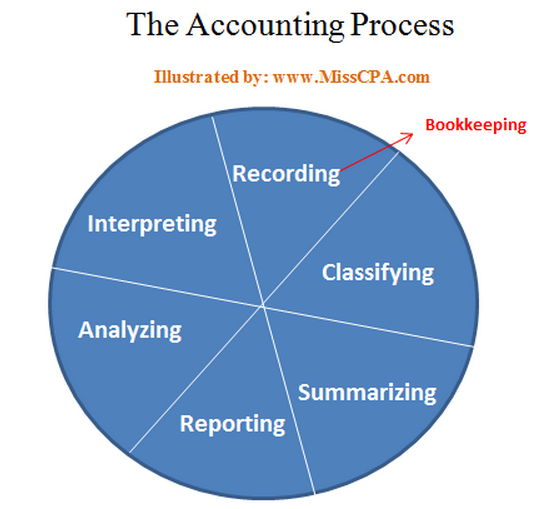 The Accounting Process
Illustrated by: www.MissCPA.com
Bookkeeping
Recording
Classifying
Summarizing
Reporting
Analyzing
Interpreting